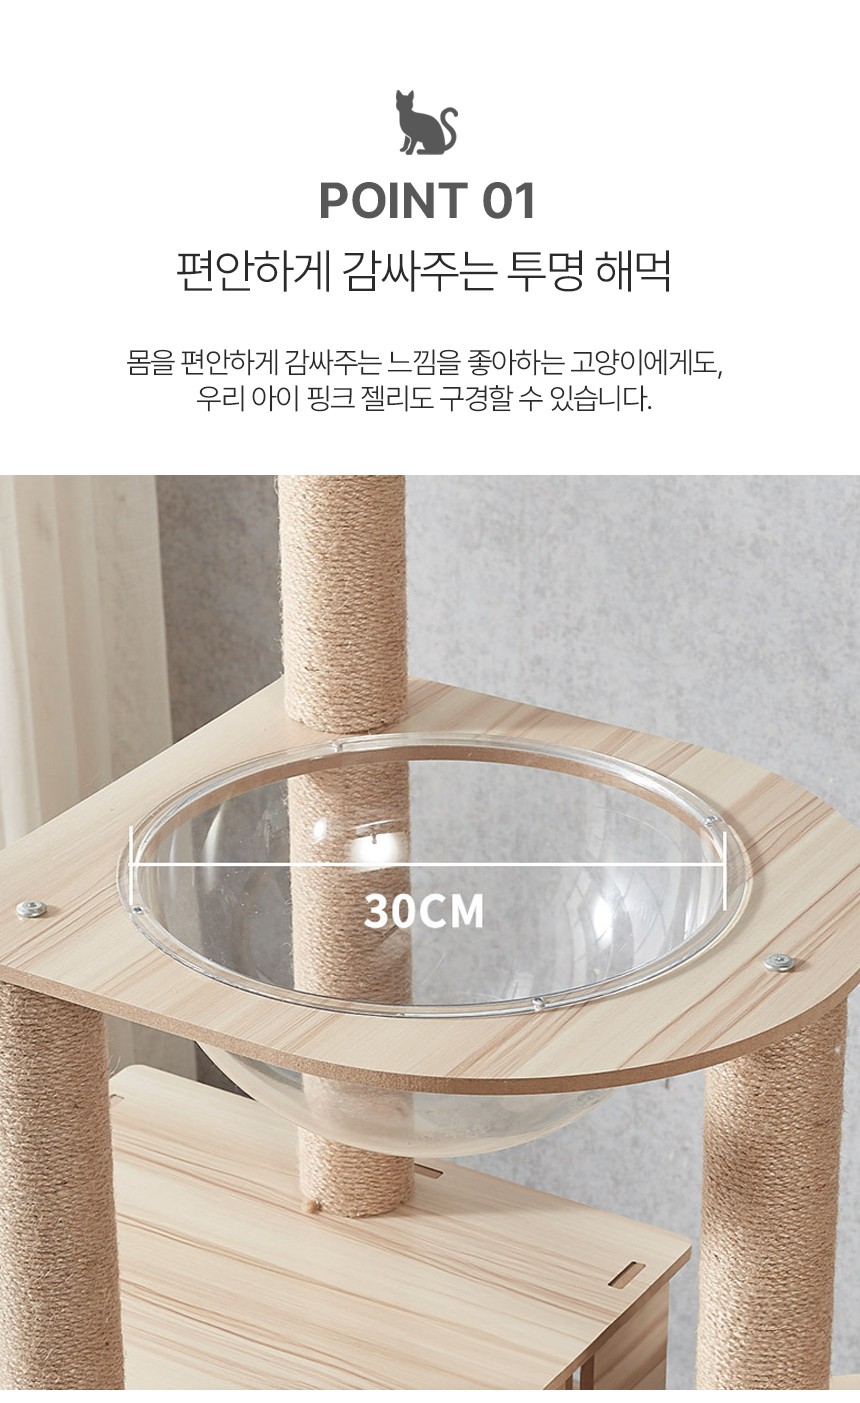 POINT 01
편안하게 감싸주는 투명 해먹
몸을 편안하게 감싸주는 느낌을 좋아하는 고양이에게도,
우리 아이 핑크 젤리도 구경할 수 있습니다.
30CM